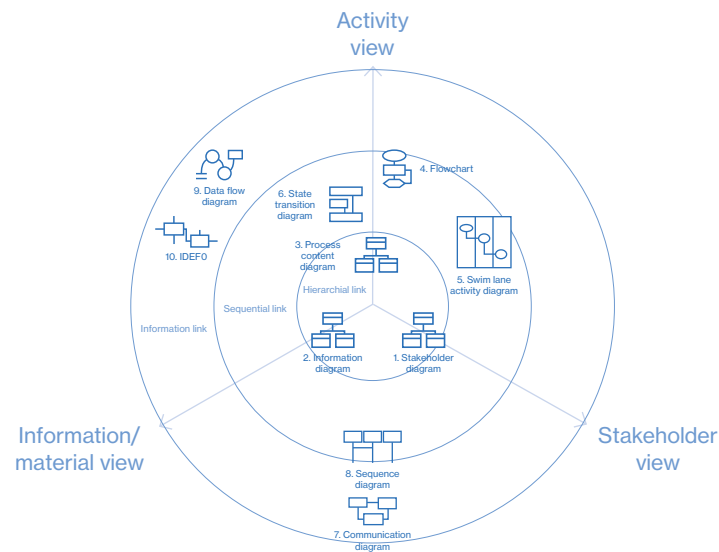 Activity
view
9. Data flow
diagram
4. Flowchart
6. State
transition
diagram
10. IDEF0
3. Process
content
diagram
5. Swim lane
activity diagram
Hierarchial link
Sequential link
Information link
2. Information
diagram
1. Stakeholder
diagram
Information/
material view
Stakeholder
view
8. Sequence
diagram
7. Communication
diagram